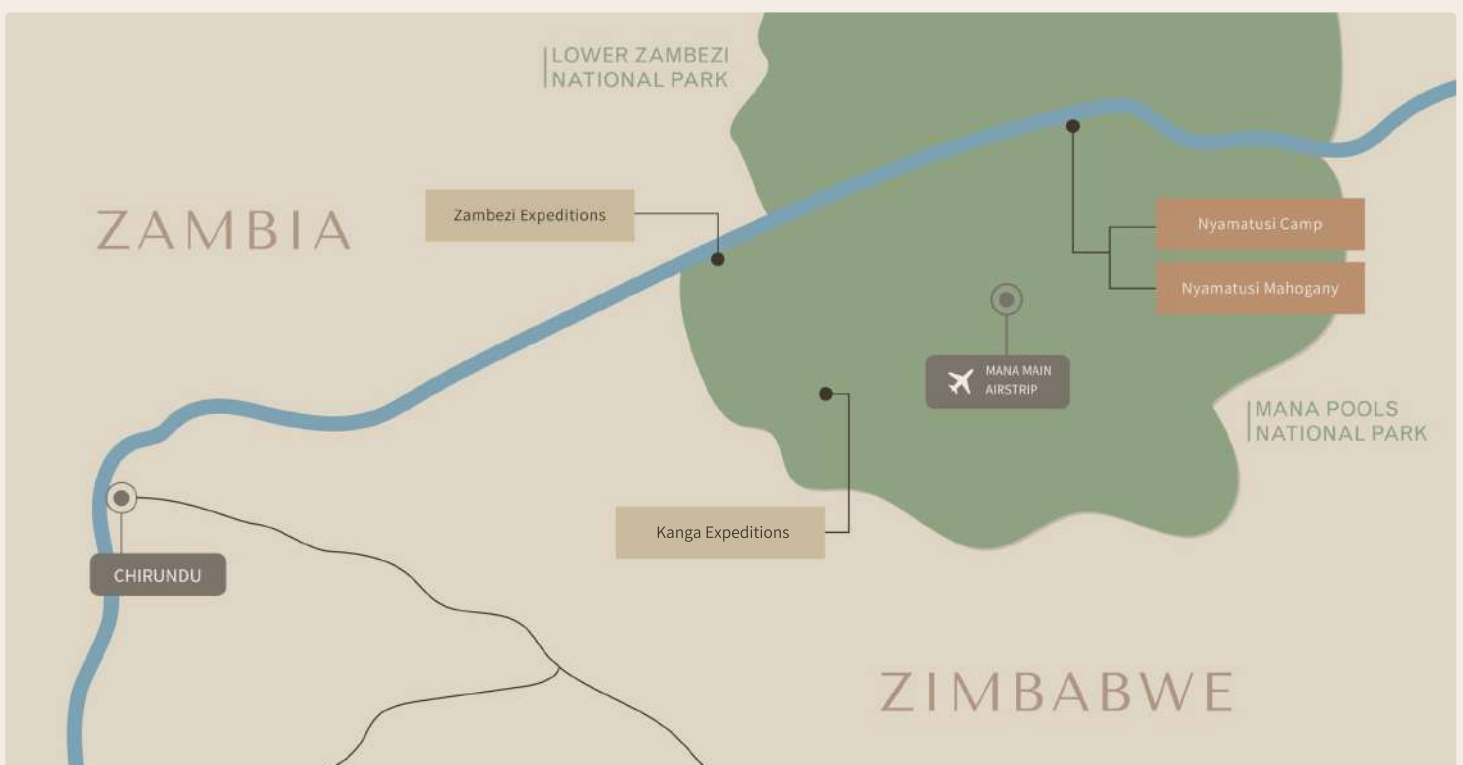 LOWER ZAMBEZI
NATIONAL PARK
ZAMBIA
Zambezi Expeditions
Nyamatusi Camp
Nyamatusi Mahogany
MANA MAIN
AIRSTRIP
MANA POOLS
NATIONAL PARK
Kanga Expeditions
CHIRUNDU
ZIMBABWE